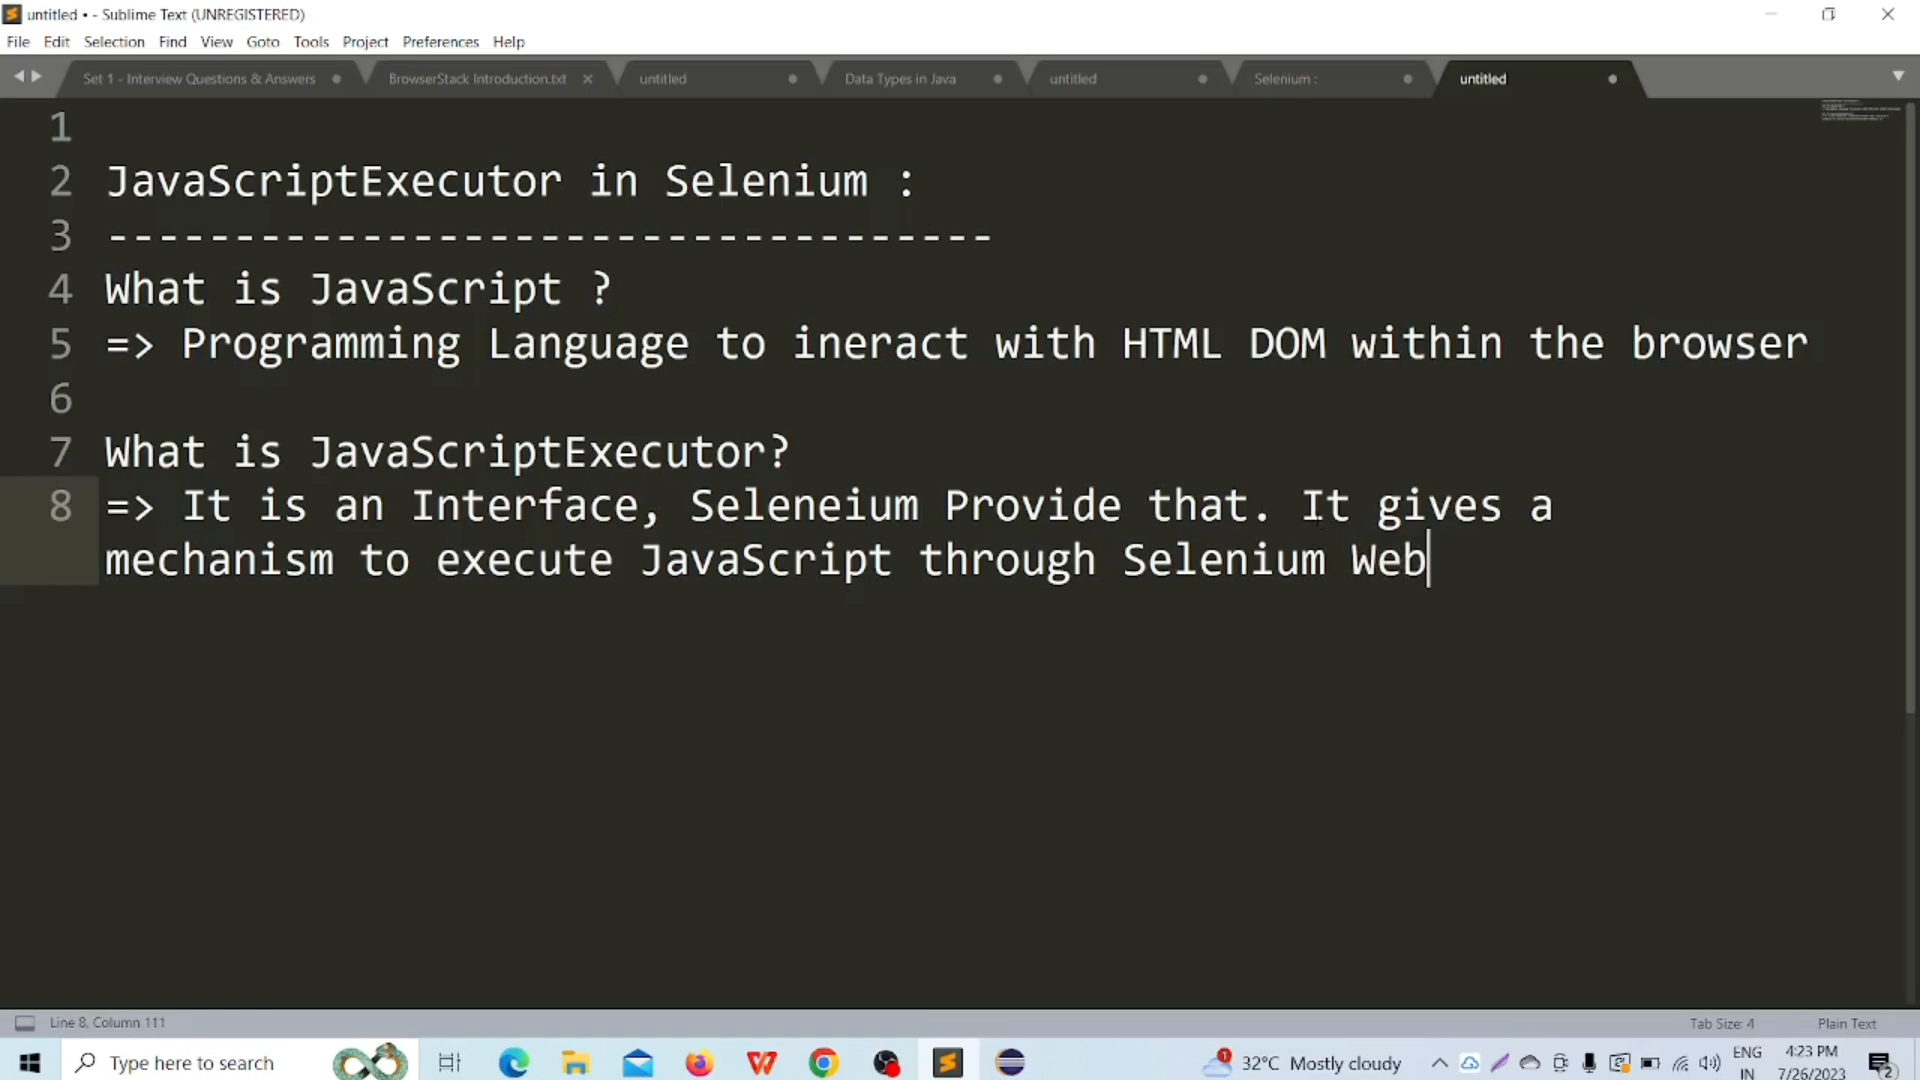 untitled • - Sublime Text (UNREGISTERED)
File Edit Selection Find View Goto Tools Project Preferences Help
Set 1 - Interview Questions & Answers BrowserStack Introduction.txt untitled Data Types in Java untitled Selenium : untitled
1
2 JavaScriptExecutor in Selenium :
3 -----------------------------------
4 What is JavaScript ?
5 => Programming Language to ineract with HTML DOM within the browser
6
7 What is JavaScriptExecutor?
8 => It is an Interface, Seleneium Provide that. It gives a
mechanism to execute JavaScript through Selenium Web
Line 8, Column 111 Tab Size: 4 Plain Text
Type here to search 1 32°C Mostly cloudy ENG 4:23 PM
IN 7/26/2023 2